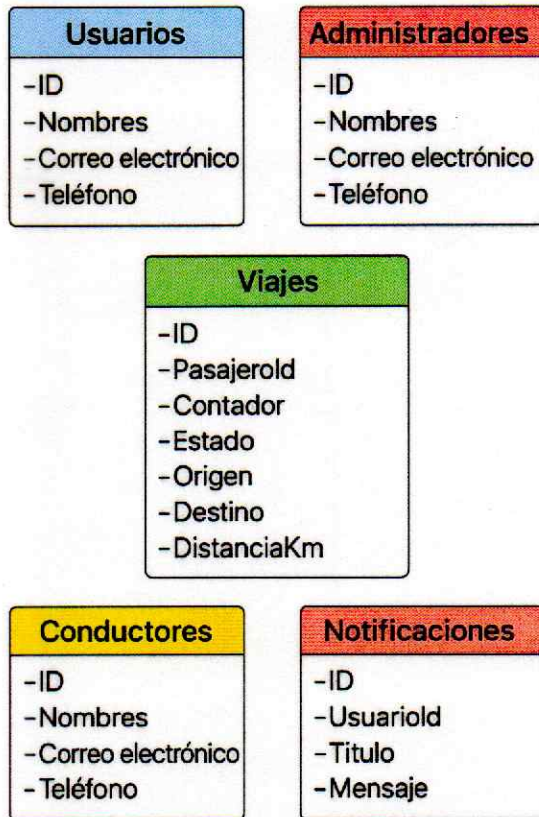 Usuarios
-ID
-Nombres
-Correo electrónico
-Teléfono
Administradores
-ID
-Nombres
-Correo electrónico
-Teléfono
Viajes
-ID
-PasajeroId
-Contador
-Estado
-Origen
-Destino
-DistanciaKm
Conductores
-ID
-Nombres
-Correo electrónico
-Teléfono
Notificaciones
-ID
-UsuarioId
-Titulo
-Mensaje